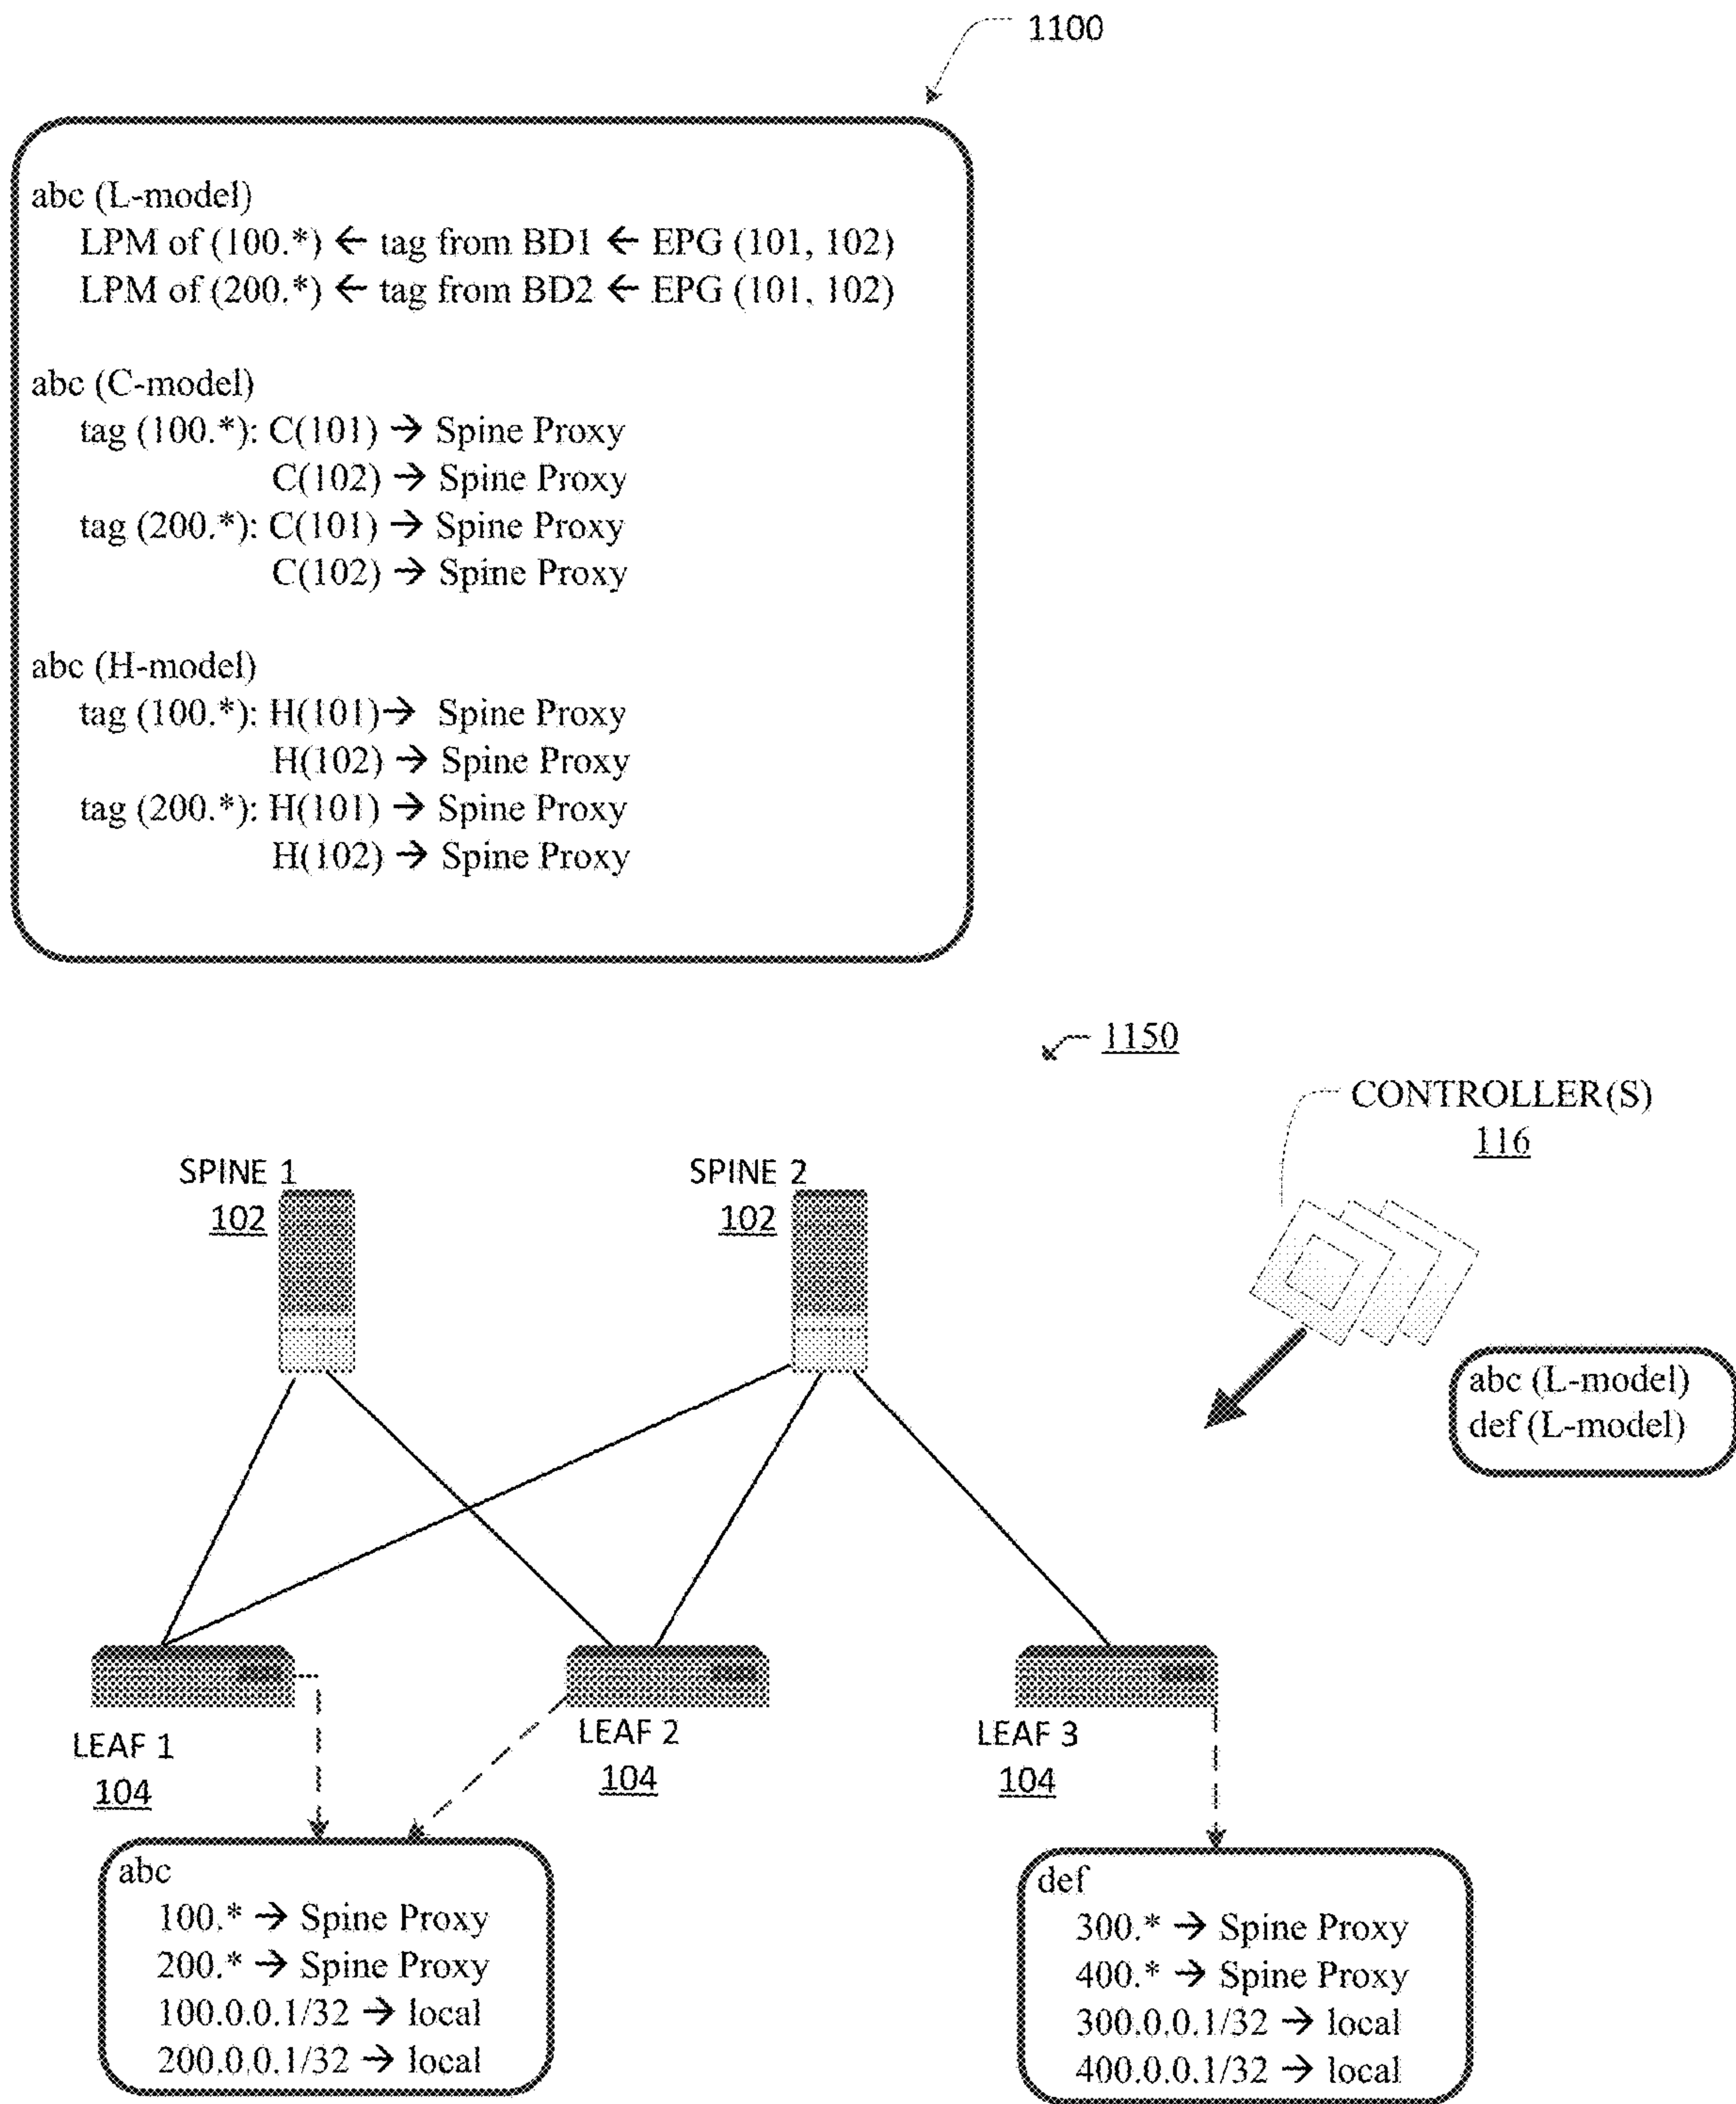 1100
abc (L-model)
LPM of (100.*) ← tag from BD1 ← EPG (101, 102)
LPM of (200.*) ← tag from BD2 ← EPG (101, 102)
abc (C-model)
tag (100.*): C(101) → Spine Proxy
C(102) → Spine Proxy
tag (200.*): C(101) → Spine Proxy
C(102) → Spine Proxy
abc (H-model)
tag (100.*): H(101)→ Spine Proxy
H(102) → Spine Proxy
tag (200.*): H(101) → Spine Proxy
H(102) → Spine Proxy
1150
CONTROLLER(S)
116
SPINE 1
102
SPINE 2
102
abc (L-model)
def (L-model)
LEAF 1
104
LEAF 2
104
LEAF 3
104
abc
100.* → Spine Proxy
200.* → Spine Proxy
100.0.0.1/32 → local
200.0.0.1/32 → local
def
300.* → Spine Proxy
400.* → Spine Proxy
300.0.0.1/32 → local
400.0.0.1/32 → local